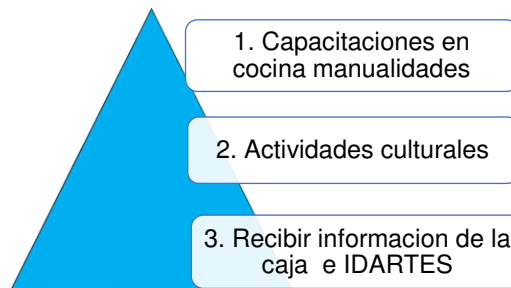 1. Capacitaciones en
cocina manualidades
2. Actividades culturales
3. Recibir informacion de la
caja e IDARTES